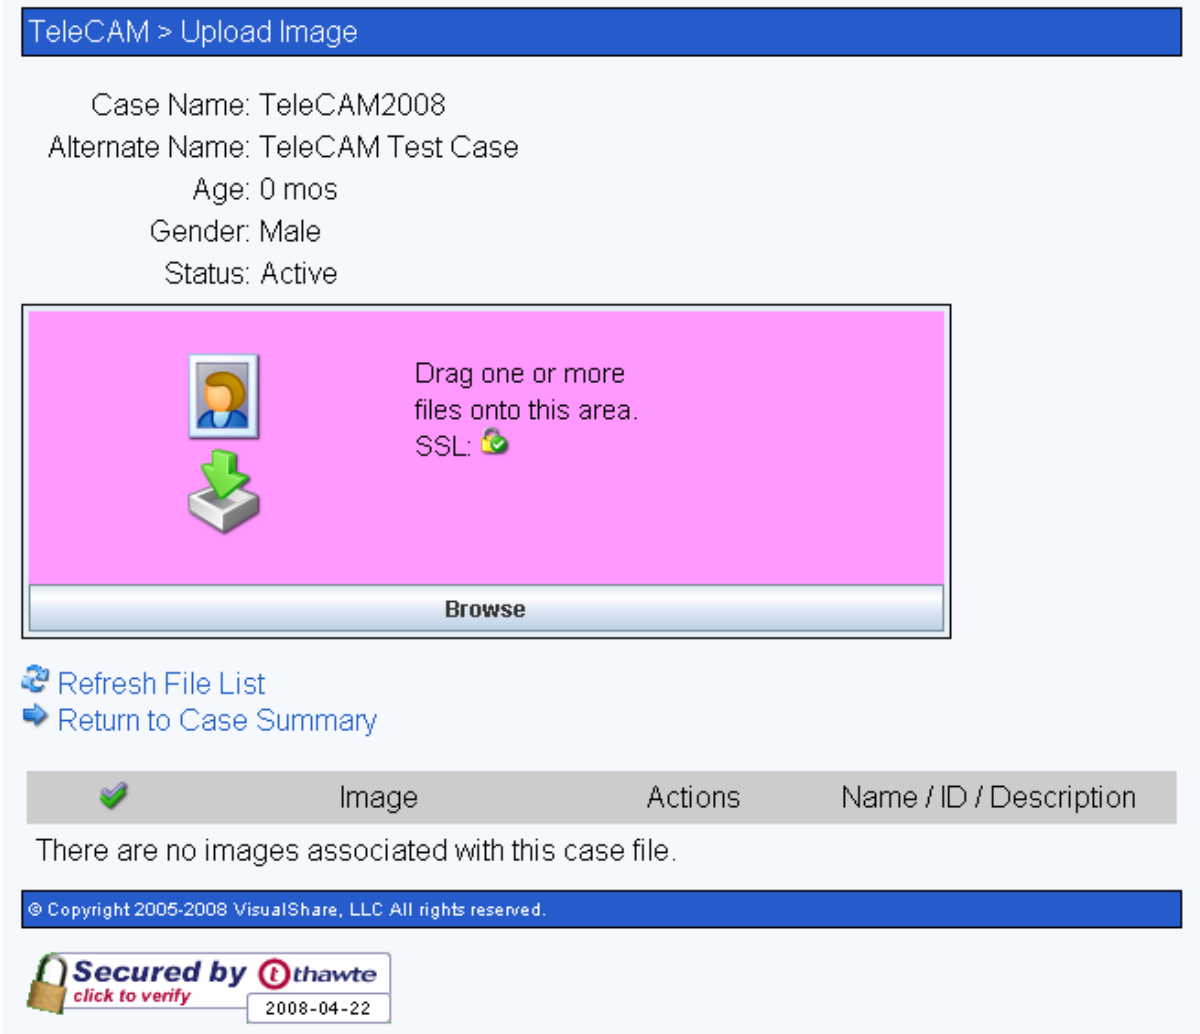 TeleCAM > Upload Image
Case Name: TeleCAM2008
Alternate Name: TeleCAM Test Case
Age: 0 mos
Gender: Male
Status: Active
Drag one or more
files onto this area.
SSL:
Browse
Refresh File List
Return to Case Summary
Image Actions Name / ID / Description
There are no images associated with this case file.
© Copyright 2005-2008 VisualShare, LLC All rights reserved.
Secured by thawte
click to verify
2008-04-22